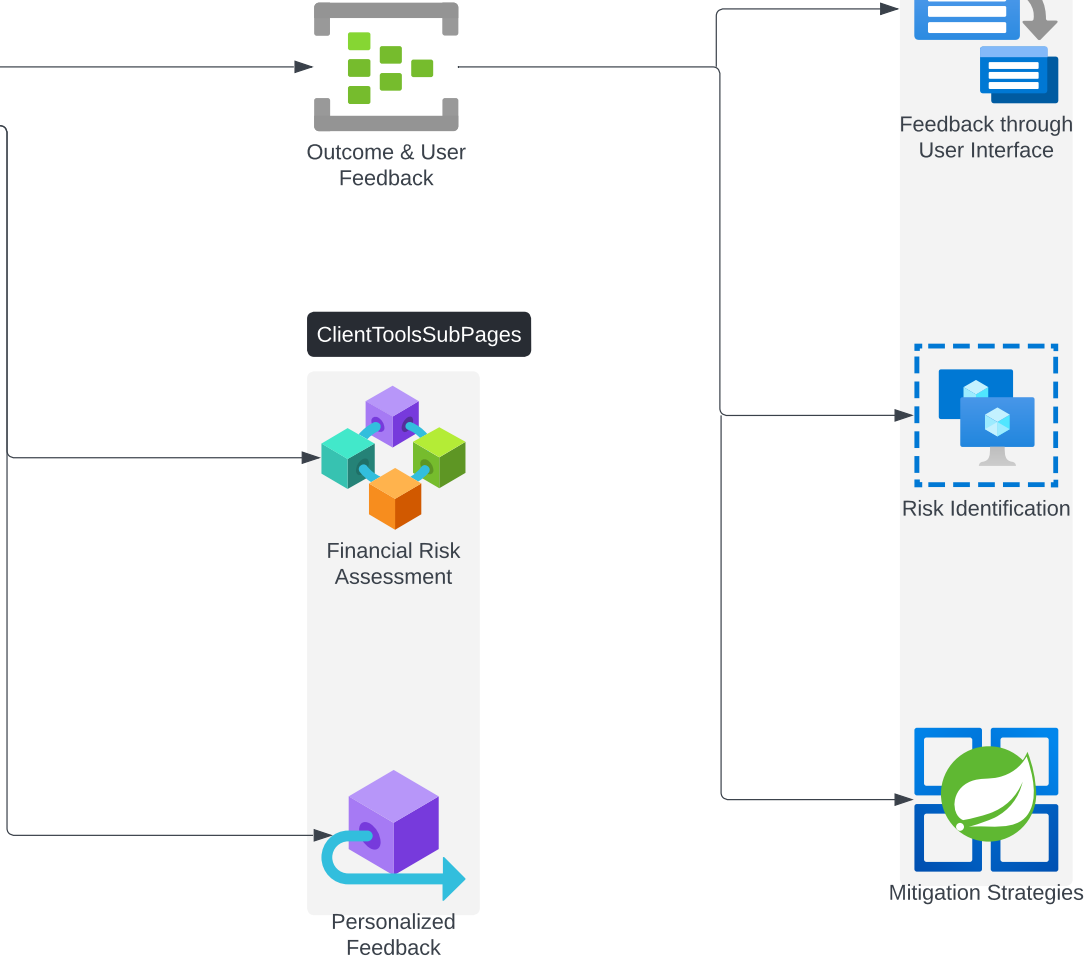 Outcome & User
Feedback
Feedback through
User Interface
ClientToolsSubPages
Financial Risk
Assessment
Risk Identification
Personalized
Feedback
Mitigation Strategies